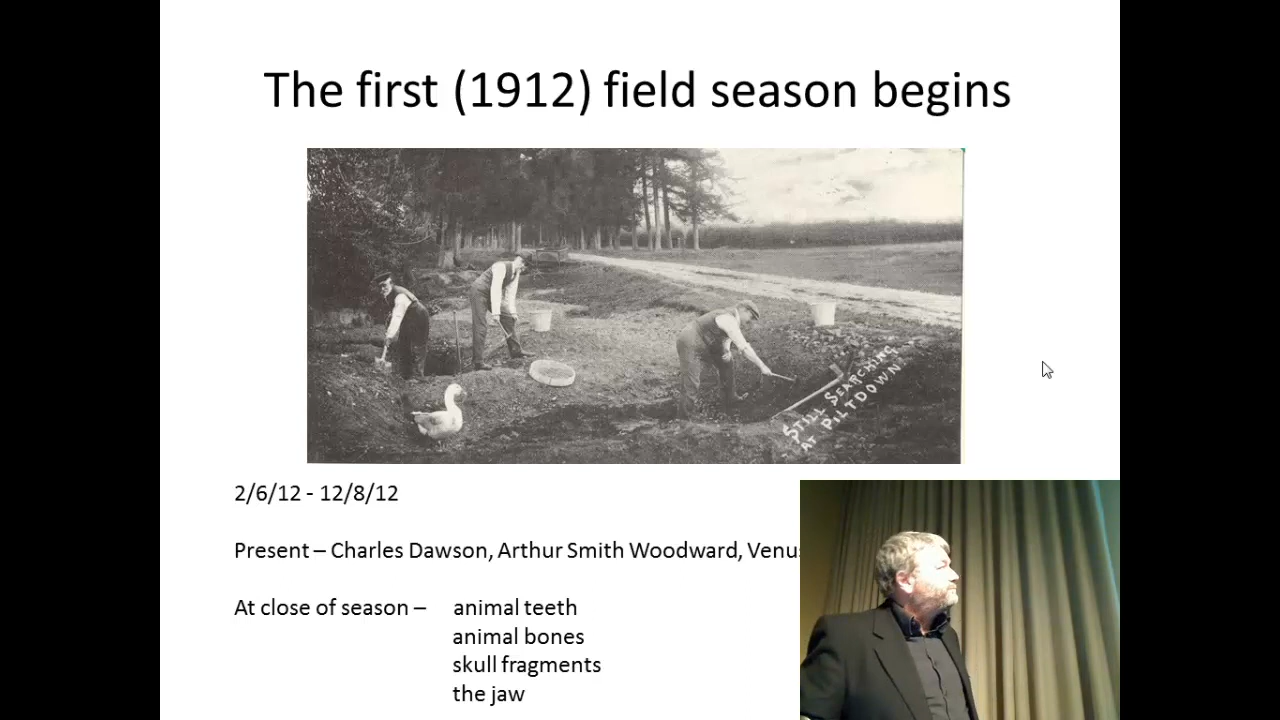 The first (1912) field season begins
STILL SEARCHING
AT PILTDOWN.
2/6/12 - 12/8/12
Present – Charles Dawson, Arthur Smith Woodward, Venus
At close of season – animal teeth
animal bones
skull fragments
the jaw